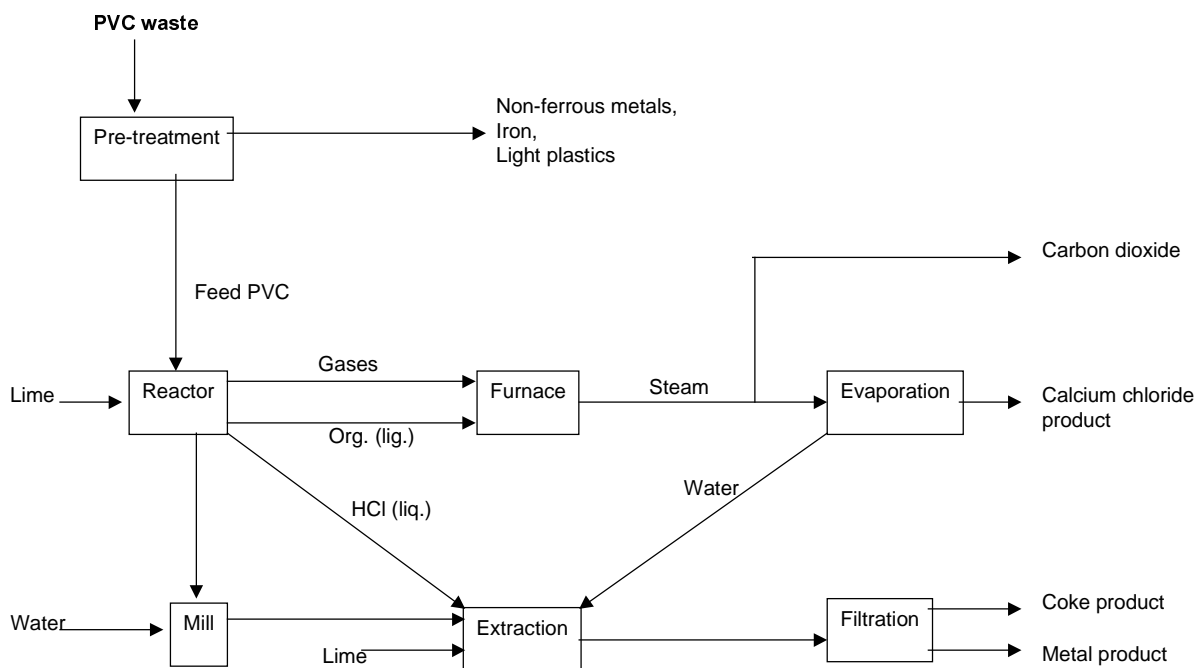 PVC waste
Non-ferrous metals,
Iron,
Light plastics
Pre-treatment
Carbon dioxide
Feed PVC
Gases
Steam
Lime
Reactor
Furnace
Evaporation
Calcium chloride
product
Org. (lig.)
Water
HCl (liq.)
Coke product
Water
Mill
Extraction
Filtration
Lime
Metal product